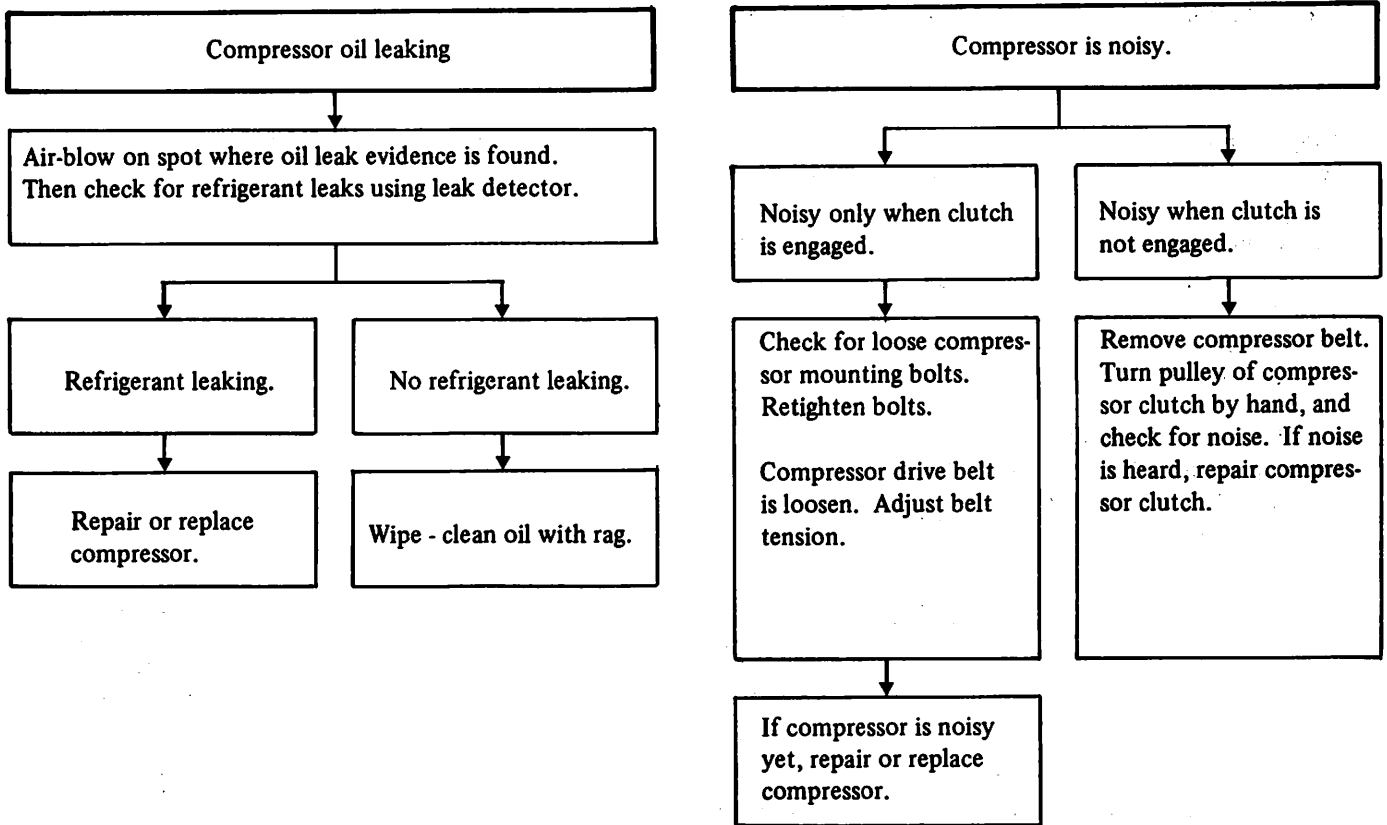 Compressor oil leaking
Air-blow on spot where oil leak evidence is found.
Then check for refrigerant leaks using leak detector.
Refrigerant leaking.
No refrigerant leaking.
Repair or replace
compressor.
Wipe - clean oil with rag.
Compressor is noisy.
Noisy only when clutch
is engaged.
Noisy when clutch is
not engaged.
Check for loose compres-
sor mounting bolts.
Retighten bolts.
Compressor drive belt
is loosen. Adjust belt
tension.
Remove compressor belt.
Turn pulley of compres-
sor clutch by hand, and
check for noise. If noise
is heard, repair compres-
sor clutch.
If compressor is noisy
yet, repair or replace
compressor.